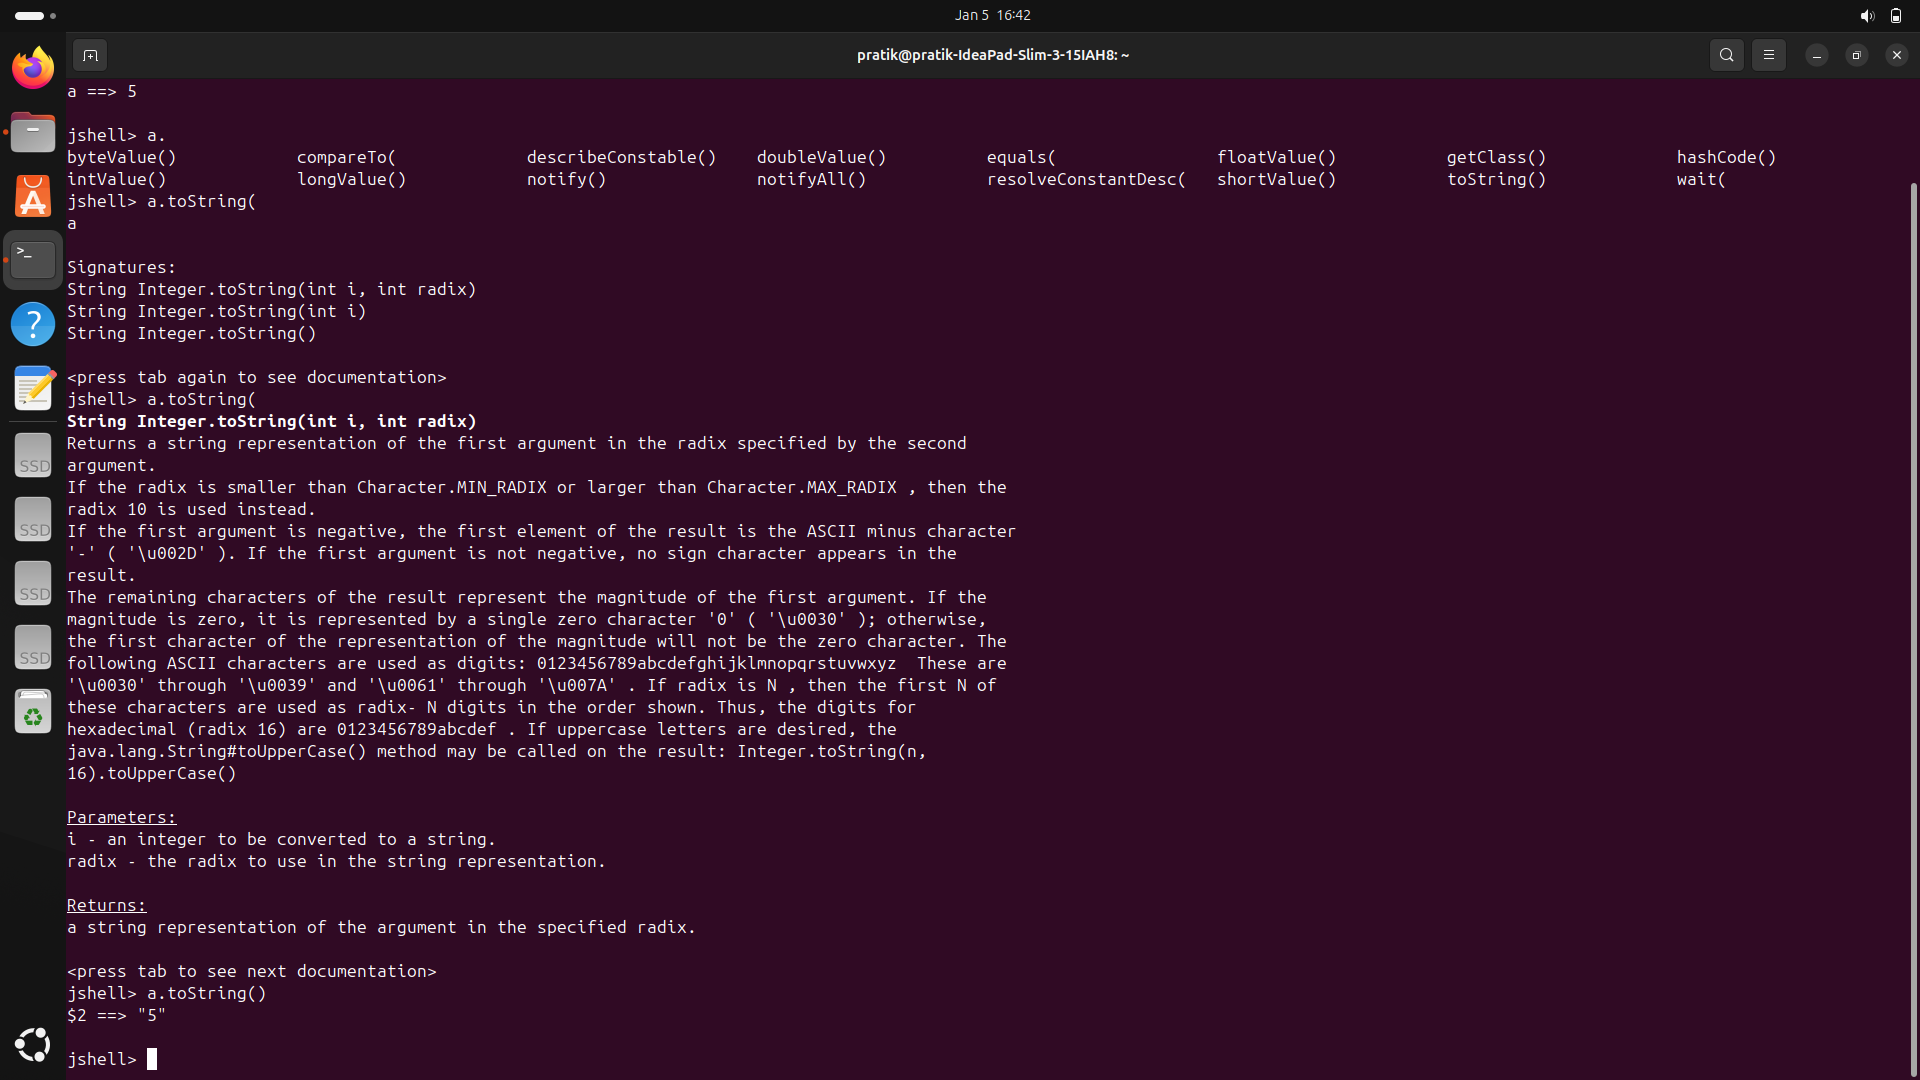 Jan 5 16:42
pratik@pratik-IdeaPad-Slim-3-15IAH8: ~
a ==> 5
jshell> a.
byteValue() compareTo( describeConstable() doubleValue() equals( floatValue() getClass() hashCode()
intValue() longValue() notify() notifyAll() resolveConstantDesc( shortValue() toString() wait(
jshell> a.toString(
a
Signatures:
String Integer.toString(int i, int radix)
String Integer.toString(int i)
String Integer.toString()
<press tab again to see documentation>
jshell> a.toString(
String Integer.toString(int i, int radix)
Returns a string representation of the first argument in the radix specified by the second
argument.
If the radix is smaller than Character.MIN_RADIX or larger than Character.MAX_RADIX , then the
radix 10 is used instead.
If the first argument is negative, the first element of the result is the ASCII minus character
'-' ( '\u002D' ). If the first argument is not negative, no sign character appears in the
result.
The remaining characters of the result represent the magnitude of the first argument. If the
magnitude is zero, it is represented by a single zero character '0' ( '\u0030' ); otherwise,
the first character of the representation of the magnitude will not be the zero character. The
following ASCII characters are used as digits: 0123456789abcdefghijklmnopqrstuvwxyz  These are
'\u0030' through '\u0039' and '\u0061' through '\u007A' . If radix is N , then the first N of
these characters are used as radix- N digits in the order shown. Thus, the digits for
hexadecimal (radix 16) are 0123456789abcdef . If uppercase letters are desired, the
java.lang.String#toUpperCase() method may be called on the result: Integer.toString(n,
16).toUpperCase()
Parameters:
i - an integer to be converted to a string.
radix - the radix to use in the string representation.
Returns:
a string representation of the argument in the specified radix.
<press tab to see next documentation>
jshell> a.toString()
$2 ==> "5"
jshell>
>_
?
SSD
SSD
SSD
SSD